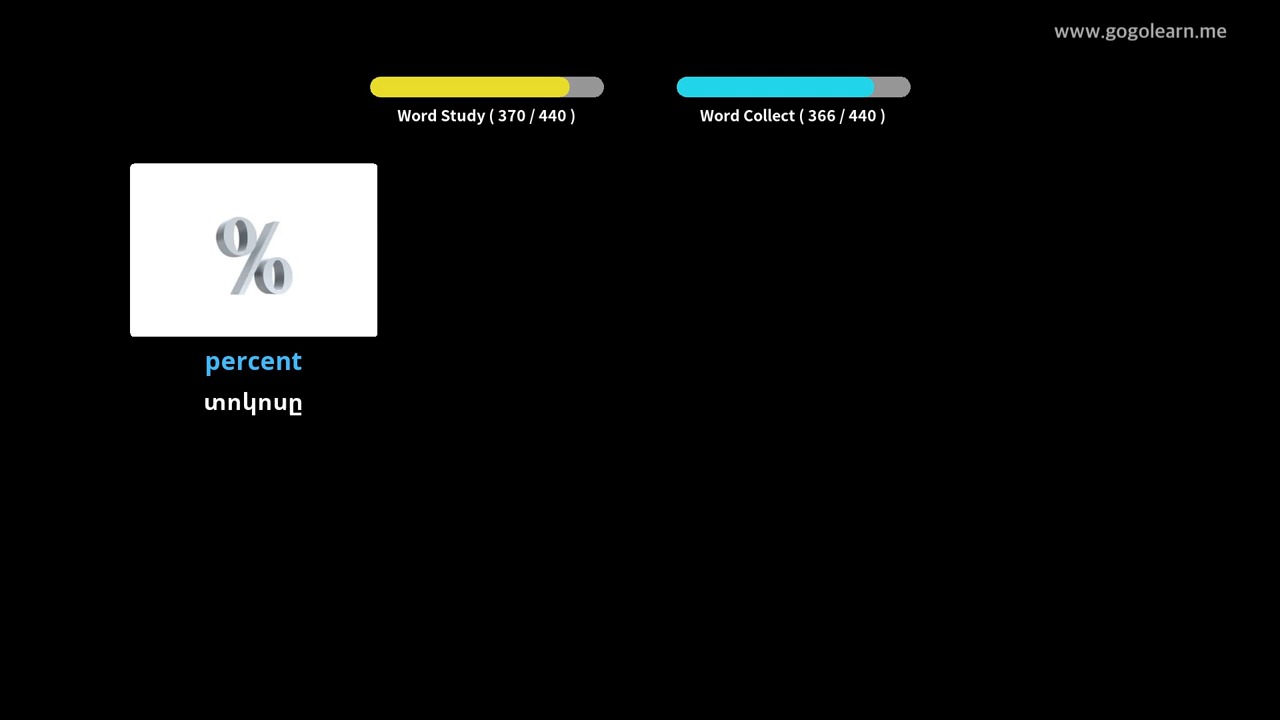 www.gogolearn.me
Word Study ( 370 / 440 )
Word Collect ( 366 / 440 )
%
percent
տոկոսը